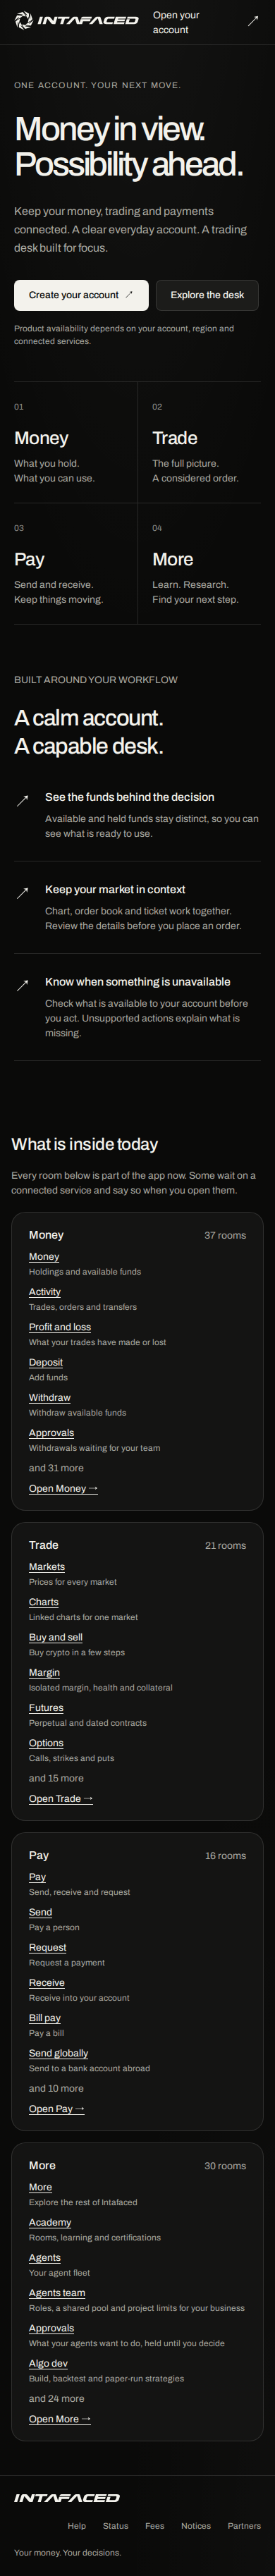 INTAFACED
Open your
account
↗
ONE ACCOUNT. YOUR NEXT MOVE.
Money in view.
Possibility ahead.
Keep your money, trading and payments
connected. A clear everyday account. A trading
desk built for focus.
Create your account ↗
Explore the desk
Product availability depends on your account, region and
connected services.
01
Money
What you hold.
What you can use.
02
Trade
The full picture.
A considered order.
03
Pay
Send and receive.
Keep things moving.
04
More
Learn. Research.
Find your next step.
BUILT AROUND YOUR WORKFLOW
A calm account.
A capable desk.
↗
See the funds behind the decision
Available and held funds stay distinct, so you can
see what is ready to use.
↗
Keep your market in context
Chart, order book and ticket work together.
Review the details before you place an order.
↗
Know when something is unavailable
Check what is available to your account before
you act. Unsupported actions explain what is
missing.
What is inside today
Every room below is part of the app now. Some wait on a
connected service and say so when you open them.
Money 37 rooms
Money
Holdings and available funds
Activity
Trades, orders and transfers
Profit and loss
What your trades have made or lost
Deposit
Add funds
Withdraw
Withdraw available funds
Approvals
Withdrawals waiting for your team
and 31 more
Open Money →
Trade 21 rooms
Markets
Prices for every market
Charts
Linked charts for one market
Buy and sell
Buy crypto in a few steps
Margin
Isolated margin, health and collateral
Futures
Perpetual and dated contracts
Options
Calls, strikes and puts
and 15 more
Open Trade →
Pay 16 rooms
Pay
Send, receive and request
Send
Pay a person
Request
Request a payment
Receive
Receive into your account
Bill pay
Pay a bill
Send globally
Send to a bank account abroad
and 10 more
Open Pay →
More 30 rooms
More
Explore the rest of Intafaced
Academy
Rooms, learning and certifications
Agents
Your agent fleet
Agents team
Roles, a shared pool and project limits for your business
Approvals
What your agents want to do, held until you decide
Algo dev
Build, backtest and paper-run strategies
and 24 more
Open More →
INTAFACED
Help Status Fees Notices Partners
Your money. Your decisions.